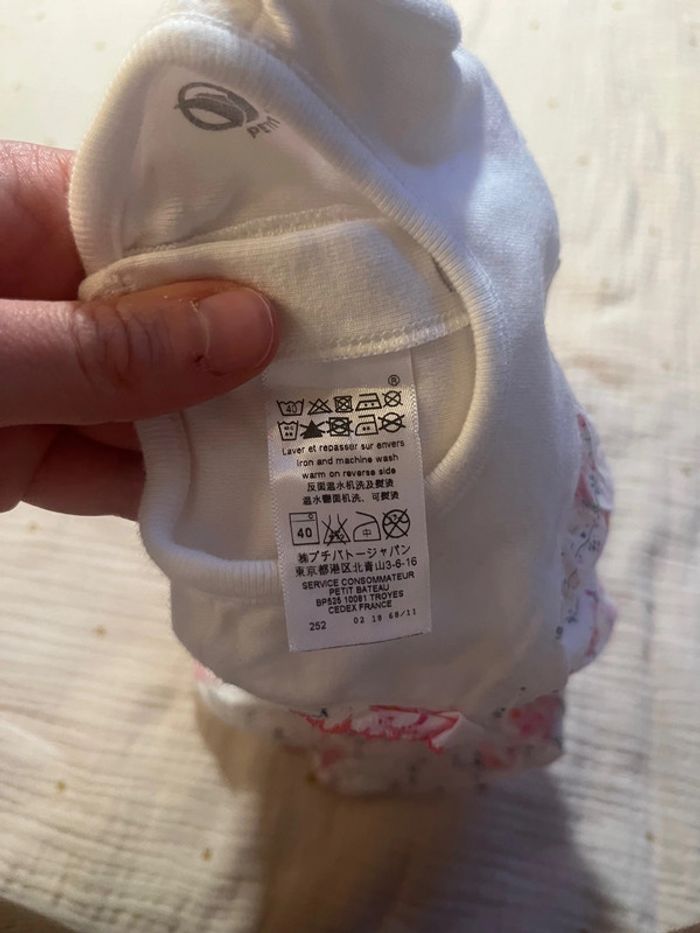 PETIT
®
40
Laver et repasser sur envers
Iron and machine wash
warm on reverse side
反面温水机洗及熨烫
温水翻面机洗、可熨烫
40
㈱プチバトージャパン
東京都港区北青山3-6-16
SERVICE CONSOMMATEUR
PETIT BATEAU
BP525 10081 TROYES
CEDEX FRANCE
252 02 18 68/11